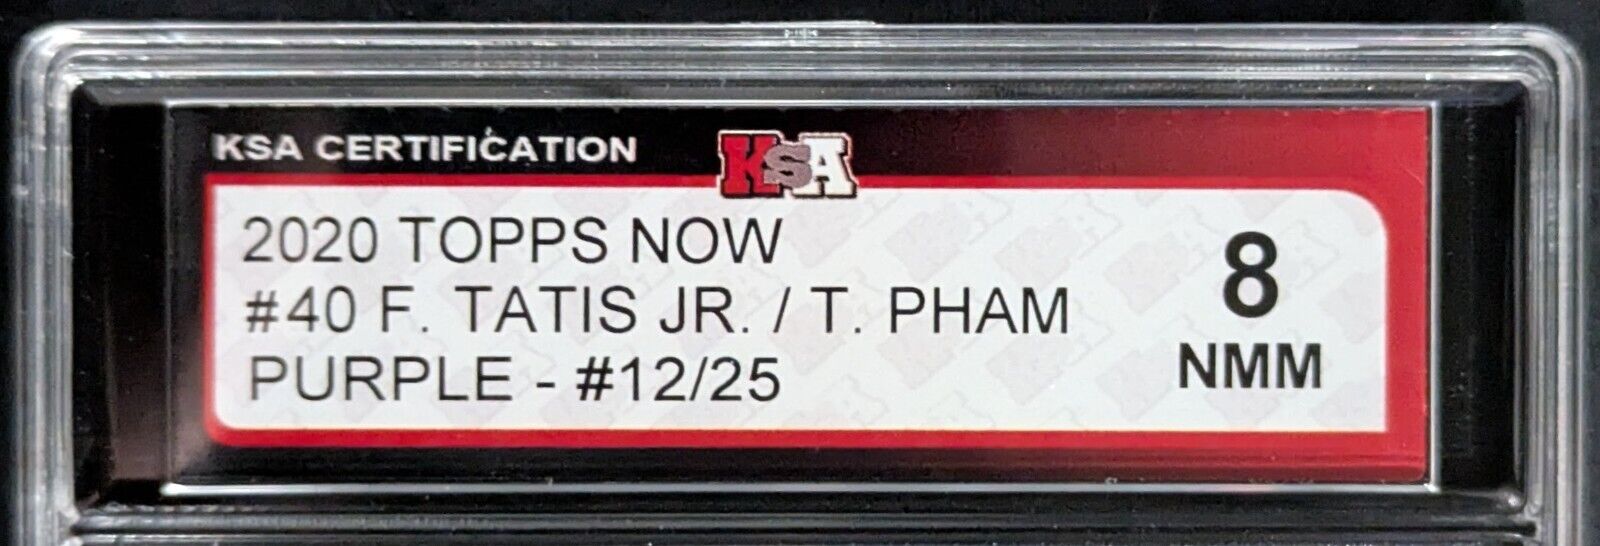 KSA CERTIFICATION KSA
2020 TOPPS NOW
#40 F. TATIS JR. / T. PHAM
PURPLE - #12/25
8
NMM